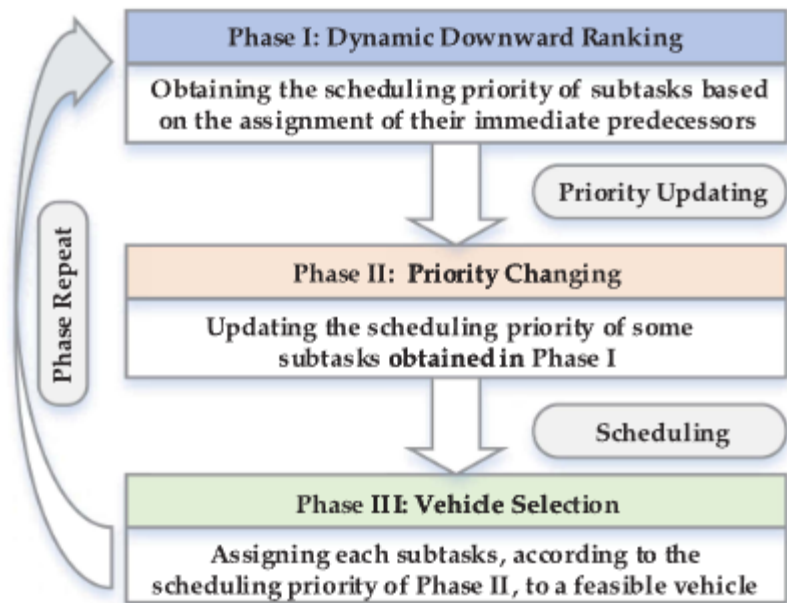 Phase I: Dynamic Downward Ranking
Obtaining the scheduling priority of subtasks based
on the assignment of their immediate predecessors
Priority Updating
Phase Repeat
Phase II: Priority Changing
Updating the scheduling priority of some
subtasks obtained in Phase I
Scheduling
Phase III: Vehicle Selection
Assigning each subtasks, according to the
scheduling priority of Phase II, to a feasible vehicle